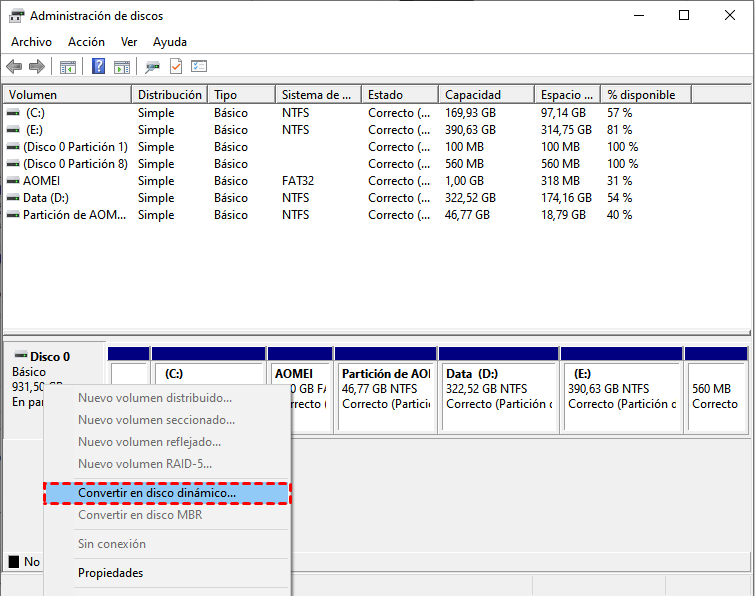 Administración de discos
Archivo Acción Ver Ayuda
Volumen Distribución Tipo Sistema de ... Estado Capacidad Espacio ... % disponible
(C:) Simple Básico NTFS Correcto (... 169,93 GB 97,14 GB 57 %
(E:) Simple Básico NTFS Correcto (... 390,63 GB 314,75 GB 81 %
(Disco 0 Partición 1) Simple Básico Correcto (... 100 MB 100 MB 100 %
(Disco 0 Partición 8) Simple Básico Correcto (... 560 MB 560 MB 100 %
AOMEI Simple Básico FAT32 Correcto (... 1,00 GB 318 MB 31 %
Data (D:) Simple Básico NTFS Correcto (... 322,52 GB 174,16 GB 54 %
Partición de AOM... Simple Básico NTFS Correcto (... 46,77 GB 18,79 GB 40 %
Disco 0
Básico
931,50 GB
En par
(C:)
AOMEI
0 GB FA
recto (
Partición de AOI
46,77 GB NTFS
Correcto (Partici
Data (D:)
322,52 GB NTFS
Correcto (Partición
(E:)
390,63 GB NTFS
Correcto (Partición
560 MB
Correcto
Nuevo volumen distribuido...
Nuevo volumen seccionado...
Nuevo volumen reflejado...
Nuevo volumen RAID-5...
Convertir en disco dinámico...
Convertir en disco MBR
Sin conexión
Propiedades
No